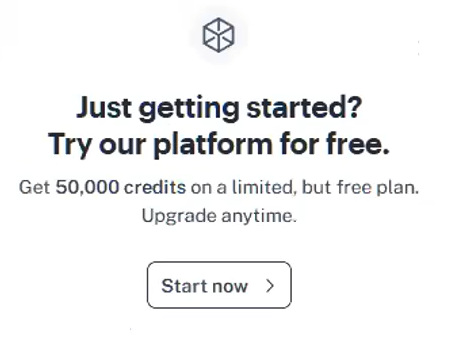 Just getting started?
Try our platform for free.
Get 50,000 credits on a limited, but free plan.
Upgrade anytime.
Start now